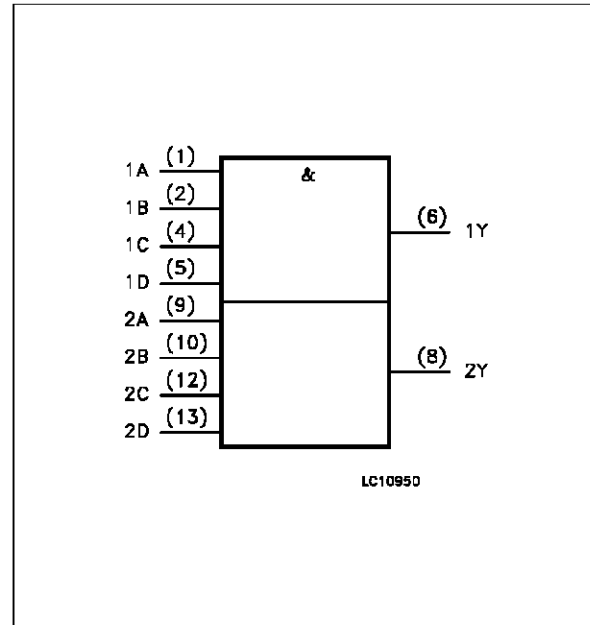 1A (1)
&
1B (2)
(6) 1Y
1C (4)
1D (5)
2A (9)
2B (10)
(8) 2Y
2C (12)
2D (13)
LC10950